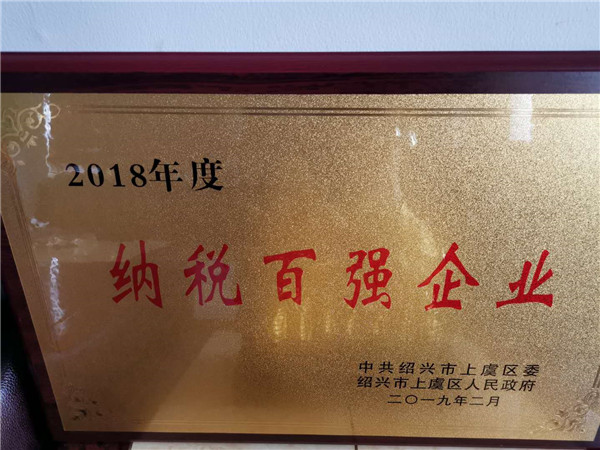 2018年度
纳税百强企业
中共绍兴市上虞区委
绍兴市上虞区人民政府
二〇一九年二月